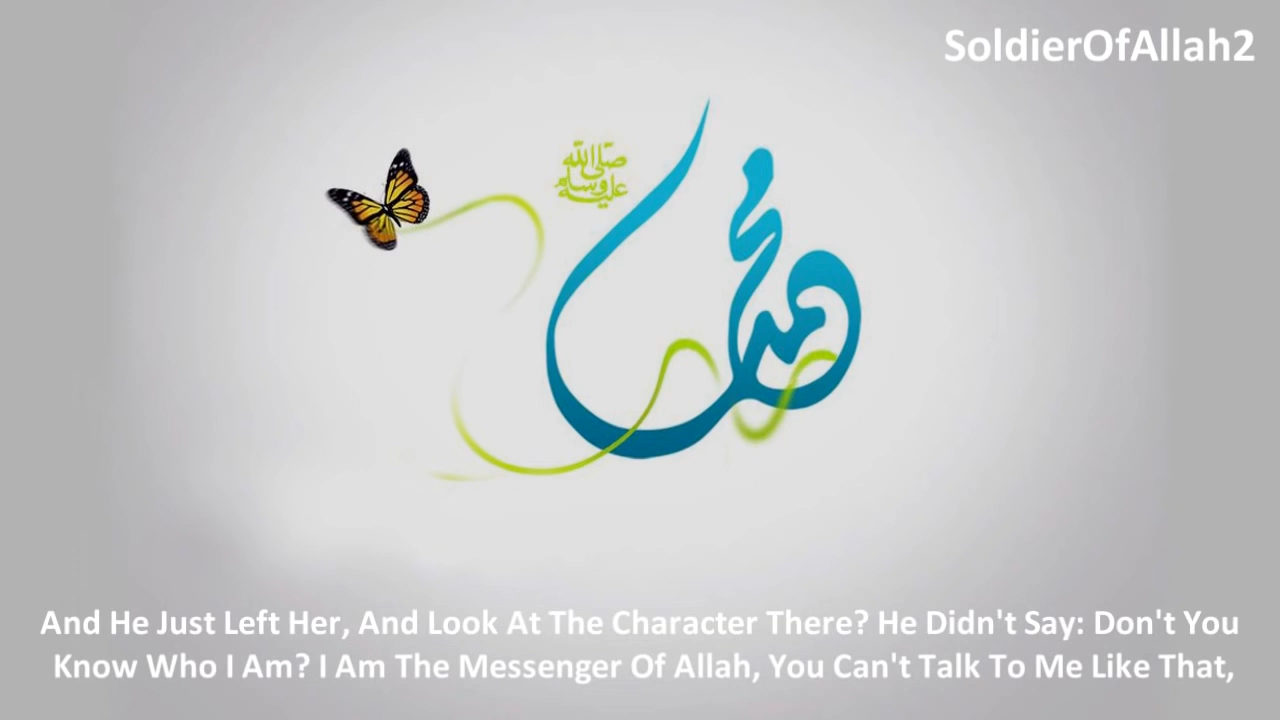 SoldierOfAllah2
صلى الله
عليه وسلم
محمد
And He Just Left Her, And Look At The Character There? He Didn't Say: Don't You
Know Who I Am? I Am The Messenger Of Allah, You Can't Talk To Me Like That,